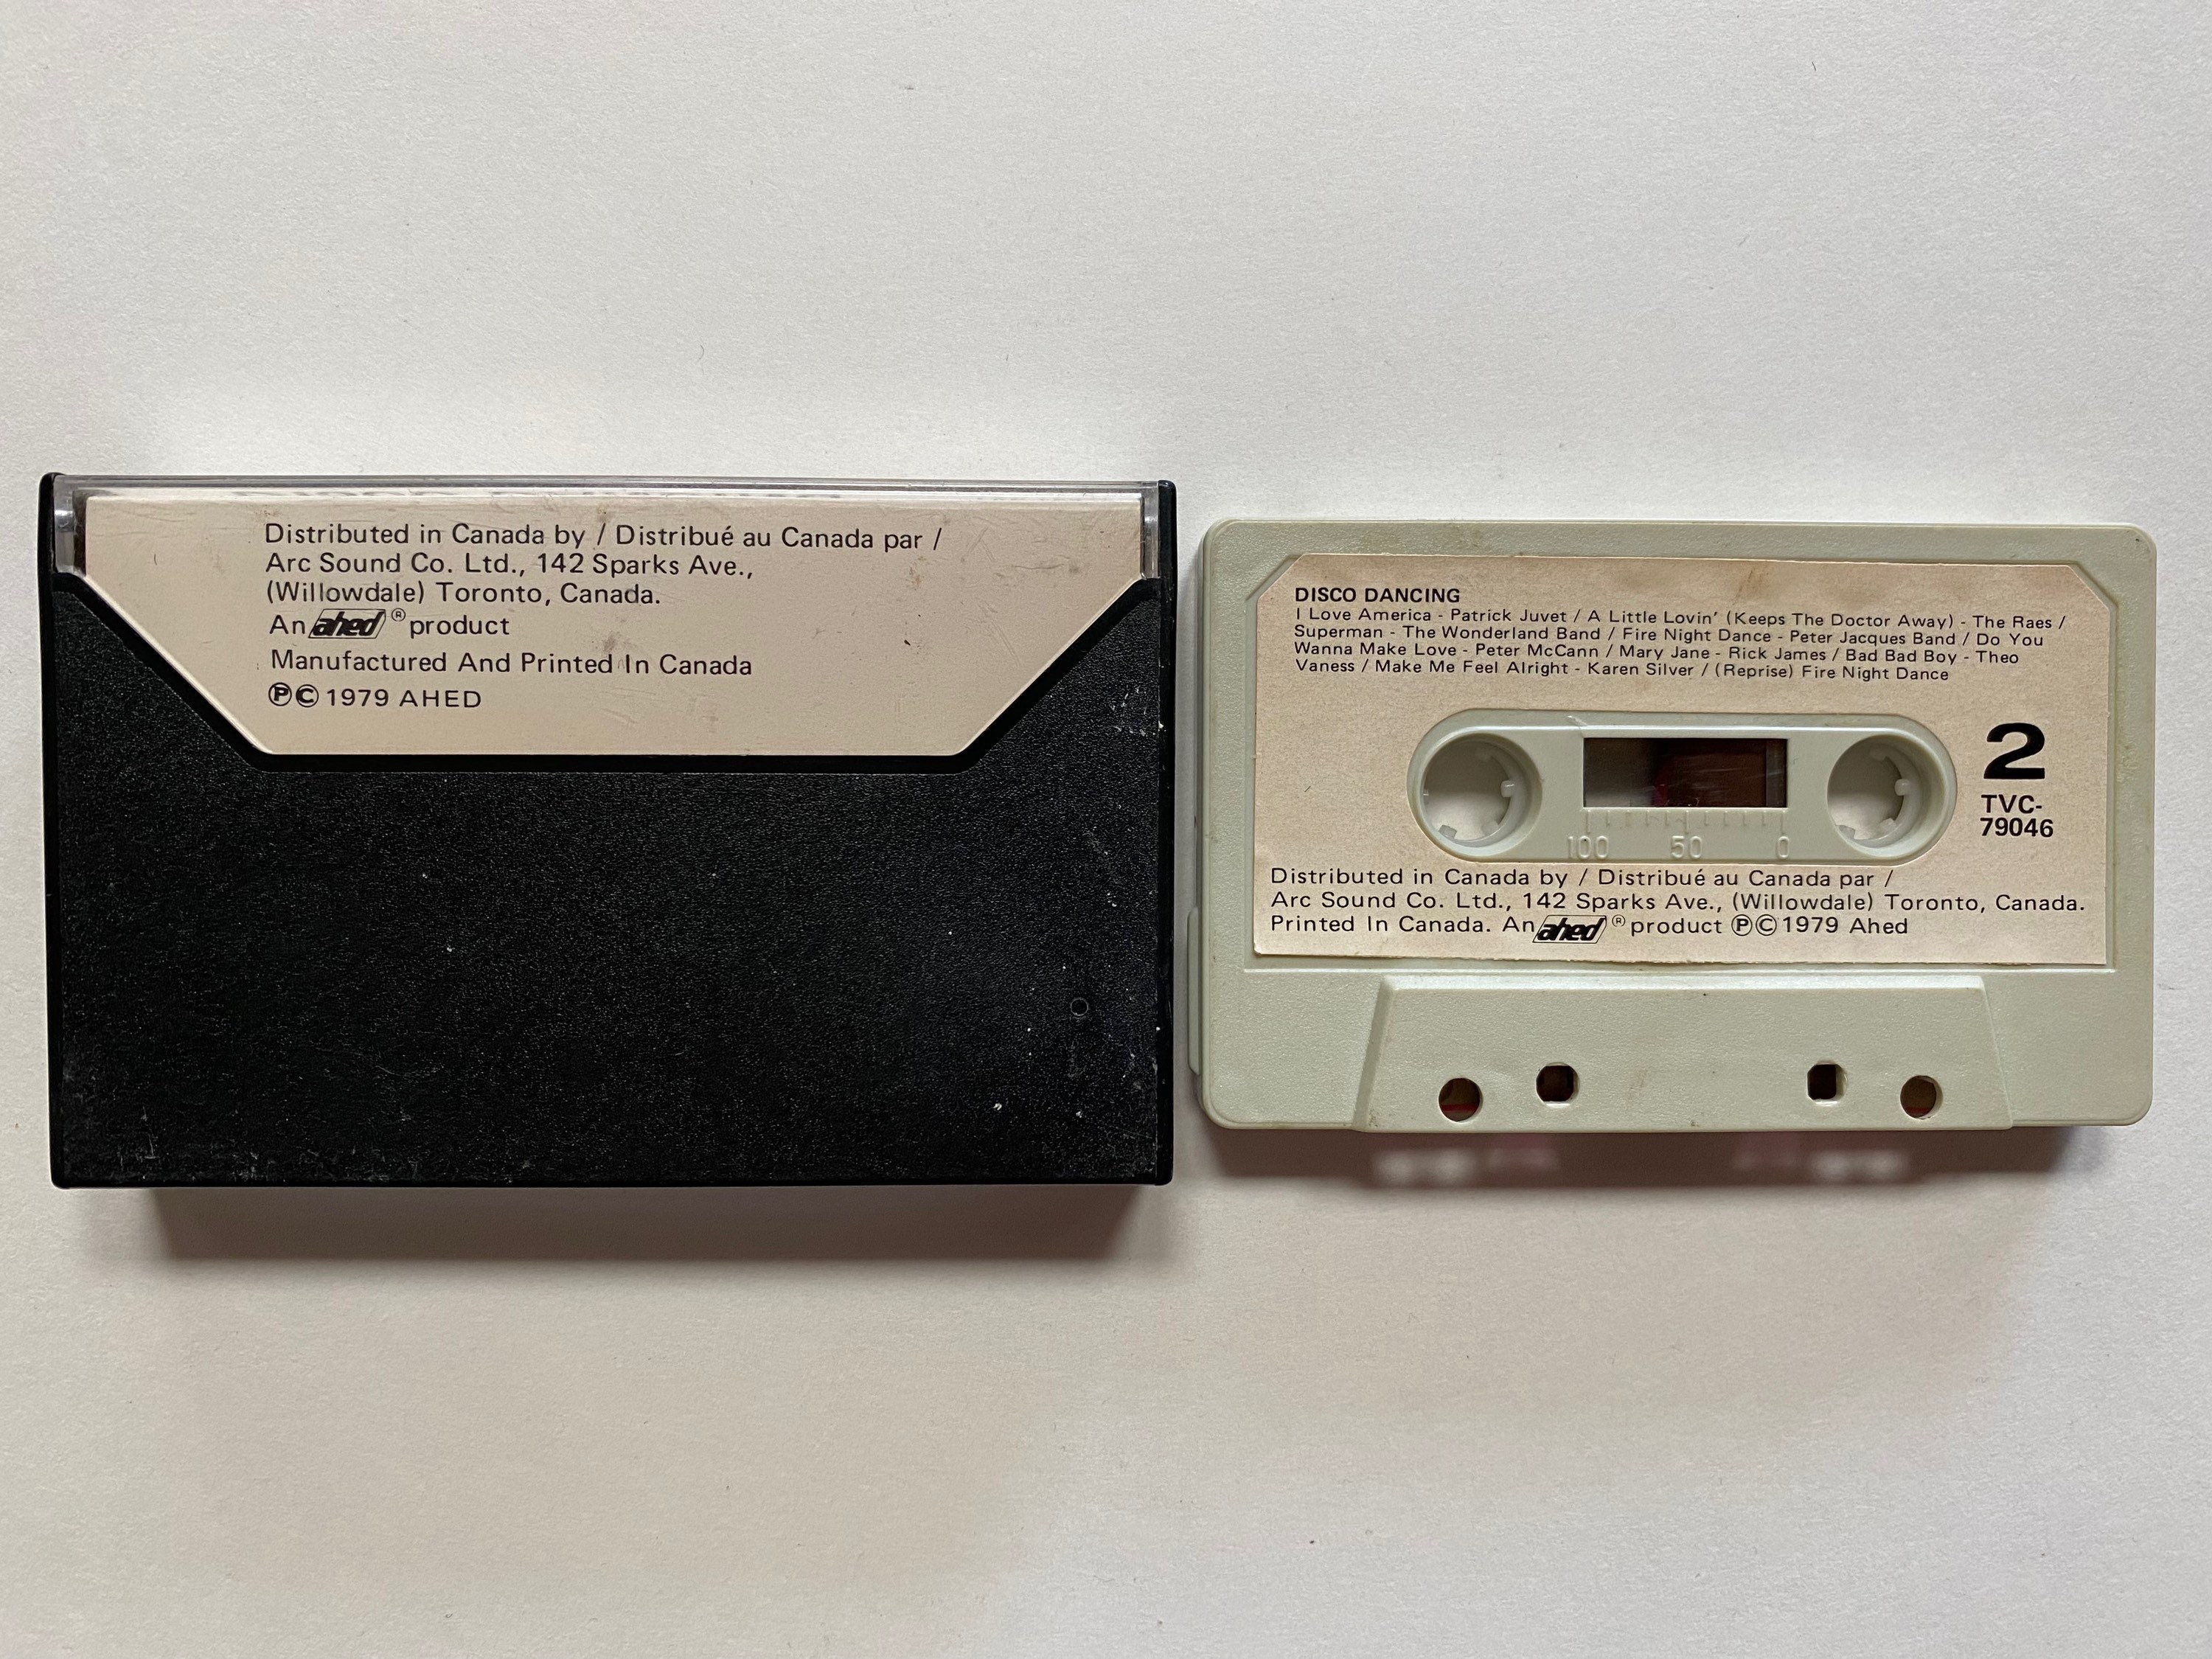 Distributed in Canada by / Distribué au Canada par /
Arc Sound Co. Ltd., 142 Sparks Ave.,
(Willowdale) Toronto, Canada.
An ahed ® product
Manufactured And Printed In Canada
℗© 1979 AHED
DISCO DANCING
I Love America - Patrick Juvet / A Little Lovin' (Keeps The Doctor Away) - The Raes /
Superman - The Wonderland Band / Fire Night Dance - Peter Jacques Band / Do You
Wanna Make Love - Peter McCann / Mary Jane - Rick James / Bad Bad Boy - Theo
Vaness / Make Me Feel Alright - Karen Silver / (Reprise) Fire Night Dance
2
TVC-
79046
100 50 0
Distributed in Canada by / Distribué au Canada par /
Arc Sound Co. Ltd., 142 Sparks Ave., (Willowdale) Toronto, Canada.
Printed In Canada. An ahed ® product ℗© 1979 Ahed